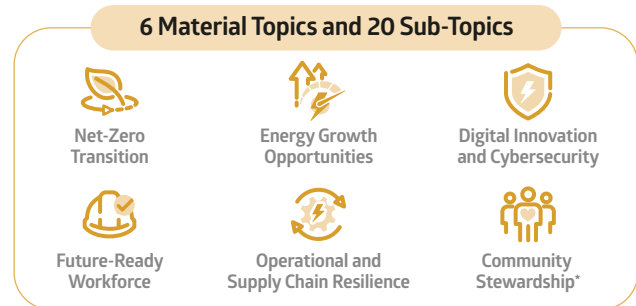 6 Material Topics and 20 Sub-Topics
Net-Zero
Transition
Energy Growth
Opportunities
Digital Innovation
and Cybersecurity
Future-Ready
Workforce
Operational and
Supply Chain Resilience
Community
Stewardship*